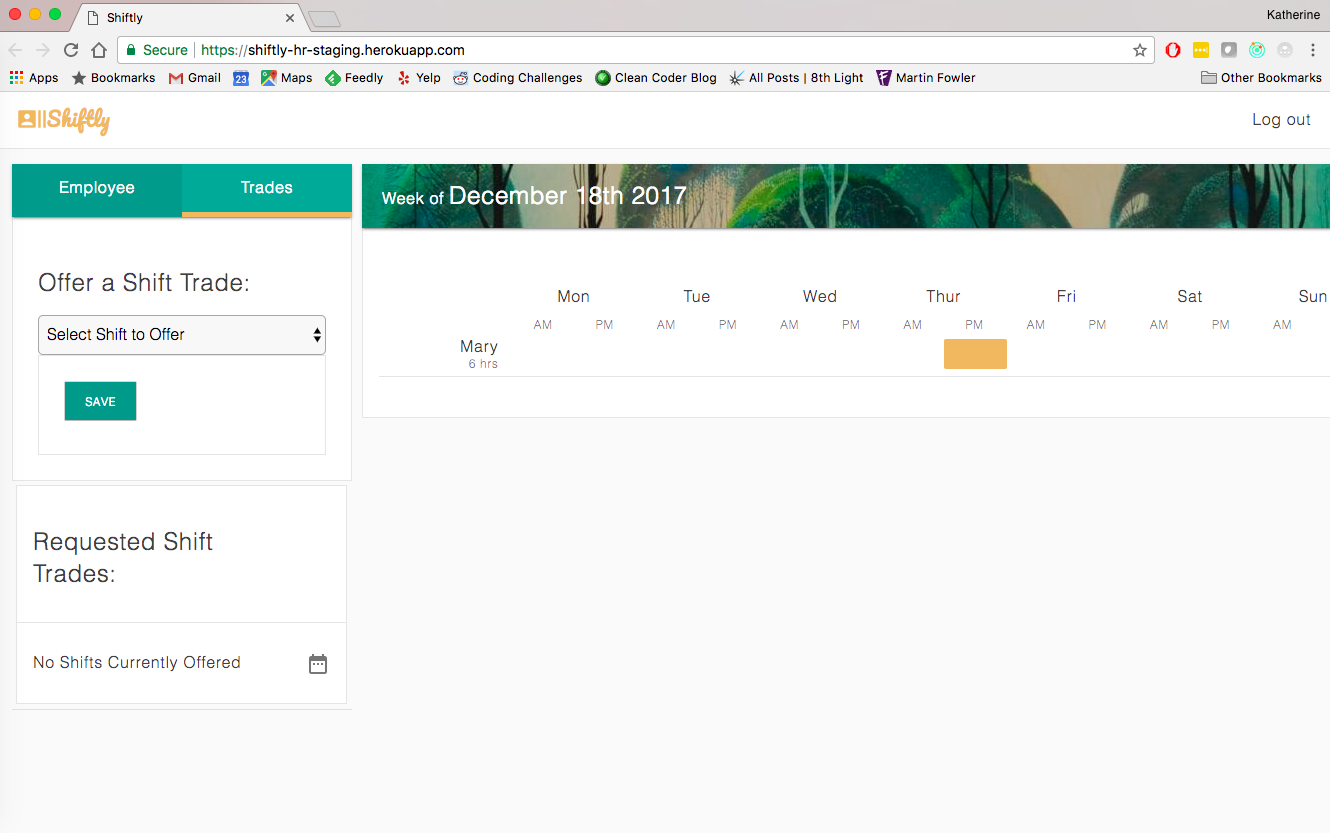 Shiftly
Katherine
Secure https://shiftly-hr-staging.herokuapp.com
Apps Bookmarks Gmail 23 Maps Feedly Yelp Coding Challenges Clean Coder Blog All Posts | 8th Light Martin Fowler Other Bookmarks
Shiftly
Log out
Employee Trades
Week of December 18th 2017
Offer a Shift Trade:
Select Shift to Offer
SAVE
Requested Shift
Trades:
No Shifts Currently Offered
Mon Tue Wed Thur Fri Sat Sun
AM PM AM PM AM PM AM PM AM PM AM PM AM
Mary
6 hrs